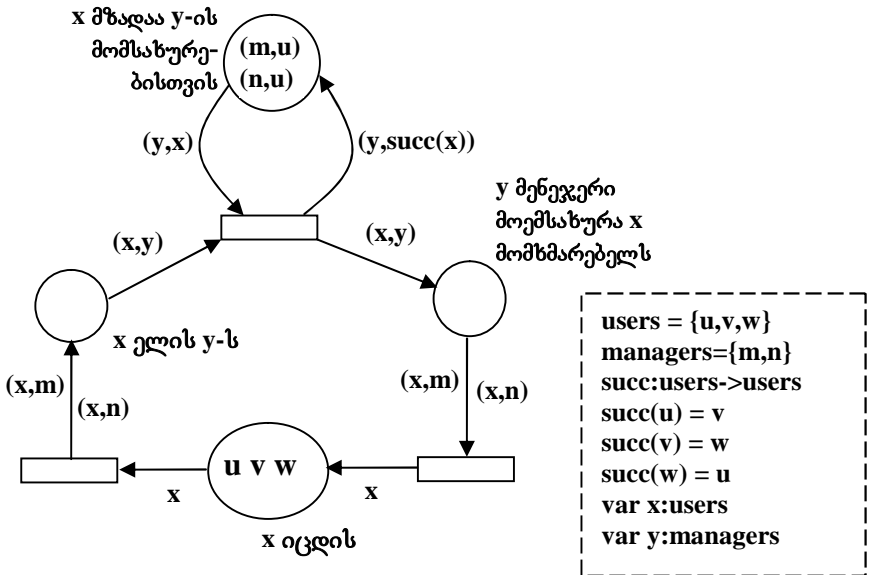 x მზადაა y-ის
მომსახურე-
ბისთვის
(m,u)
(n,u)
(y,x)
(y,succ(x))
y მენეჯერი
მოემსახურა x
მომხმარებელს
(x,y)
(x,y)
x ელის y-ს
(x,m)
(x,n)
(x,m)
(x,n)
u v w
x
x
x იცდის
users = {u,v,w}
managers={m,n}
succ:users->users
succ(u) = v
succ(v) = w
succ(w) = u
var x:users
var y:managers